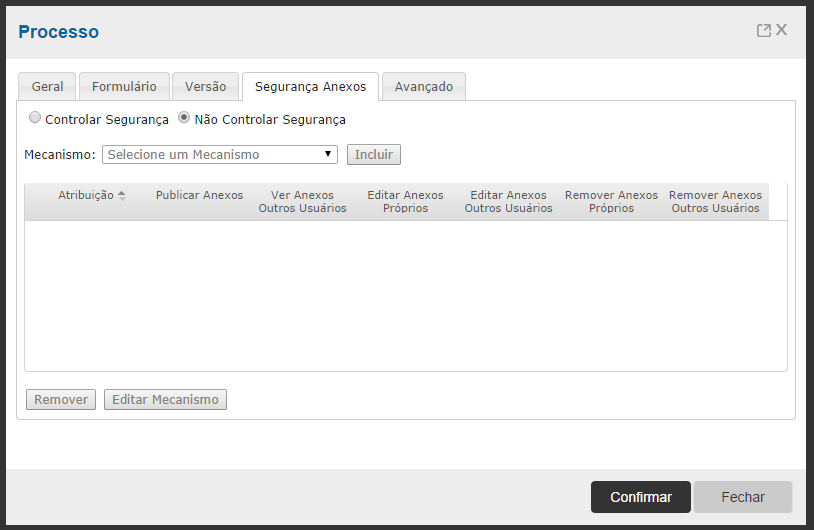 Processo
Geral Formulário Versão Segurança Anexos Avançado
Controlar Segurança Não Controlar Segurança
Mecanismo: Selecione um Mecanismo Incluir
Atribuição Publicar Anexos Ver Anexos Editar Anexos Editar Anexos Remover Anexos Remover Anexos
Outros Usuários Próprios Outros Usuários Próprios Outros Usuários
Remover Editar Mecanismo
Confirmar Fechar